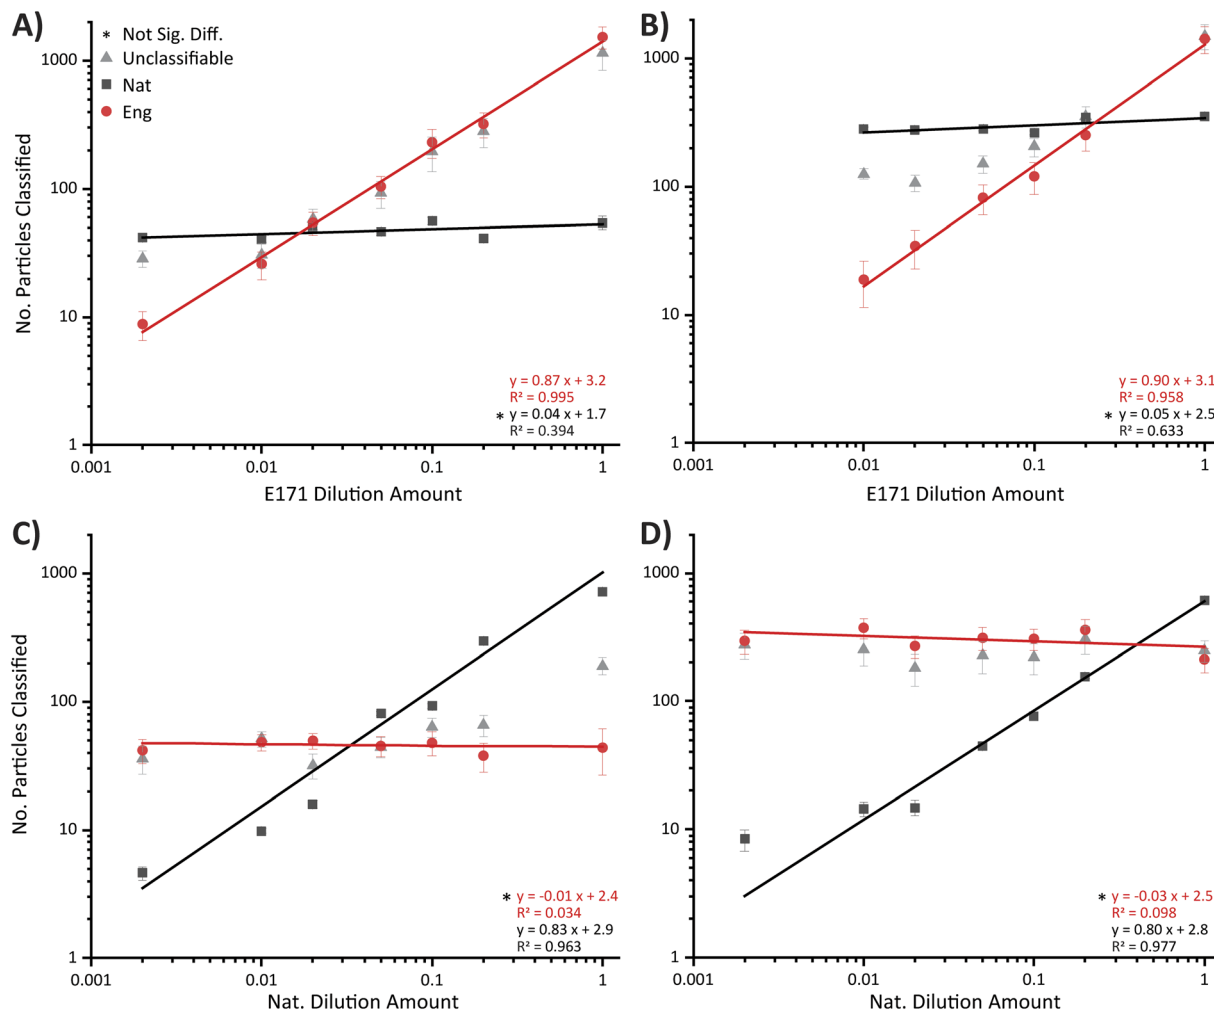 A)
No. Particles Classified
1000
100
10
1
* Not Sig. Diff.
Unclassifiable
Nat
Eng
y = 0.87 x + 3.2
R² = 0.995
* y = 0.04 x + 1.7
R² = 0.394
0.001
0.01
0.1
1
E171 Dilution Amount
B)
1000
100
10
1
y = 0.90 x + 3.1
R² = 0.958
* y = 0.05 x + 2.5
R² = 0.633
0.001
0.01
0.1
1
E171 Dilution Amount
C)
No. Particles Classified
1000
100
10
1
* y = -0.01 x + 2.4
R² = 0.034
y = 0.83 x + 2.9
R² = 0.963
0.001
0.01
0.1
1
Nat. Dilution Amount
D)
1000
100
10
1
* y = -0.03 x + 2.5
R² = 0.098
y = 0.80 x + 2.8
R² = 0.977
0.001
0.01
0.1
1
Nat. Dilution Amount